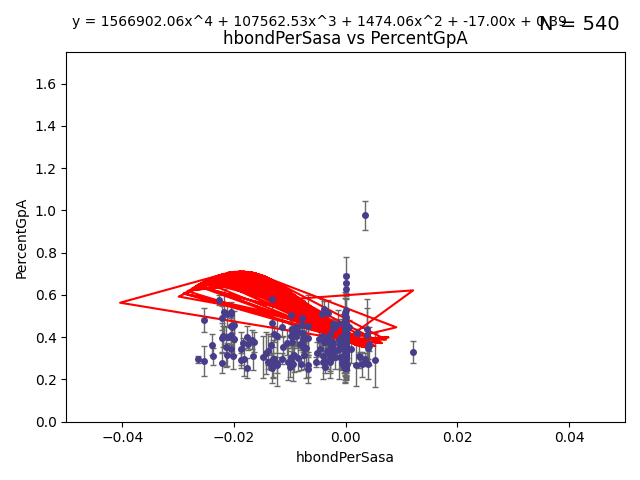 y = 1566902.06x^4 + 107562.53x^3 + 1474.06x^2 + -17.00x + 0.39
N = 540
hbondPerSasa vs PercentGpA
PercentGpA
1.6
1.4
1.2
1.0
0.8
0.6
0.4
0.2
0.0
−0.04 −0.02 0.00 0.02 0.04
hbondPerSasa